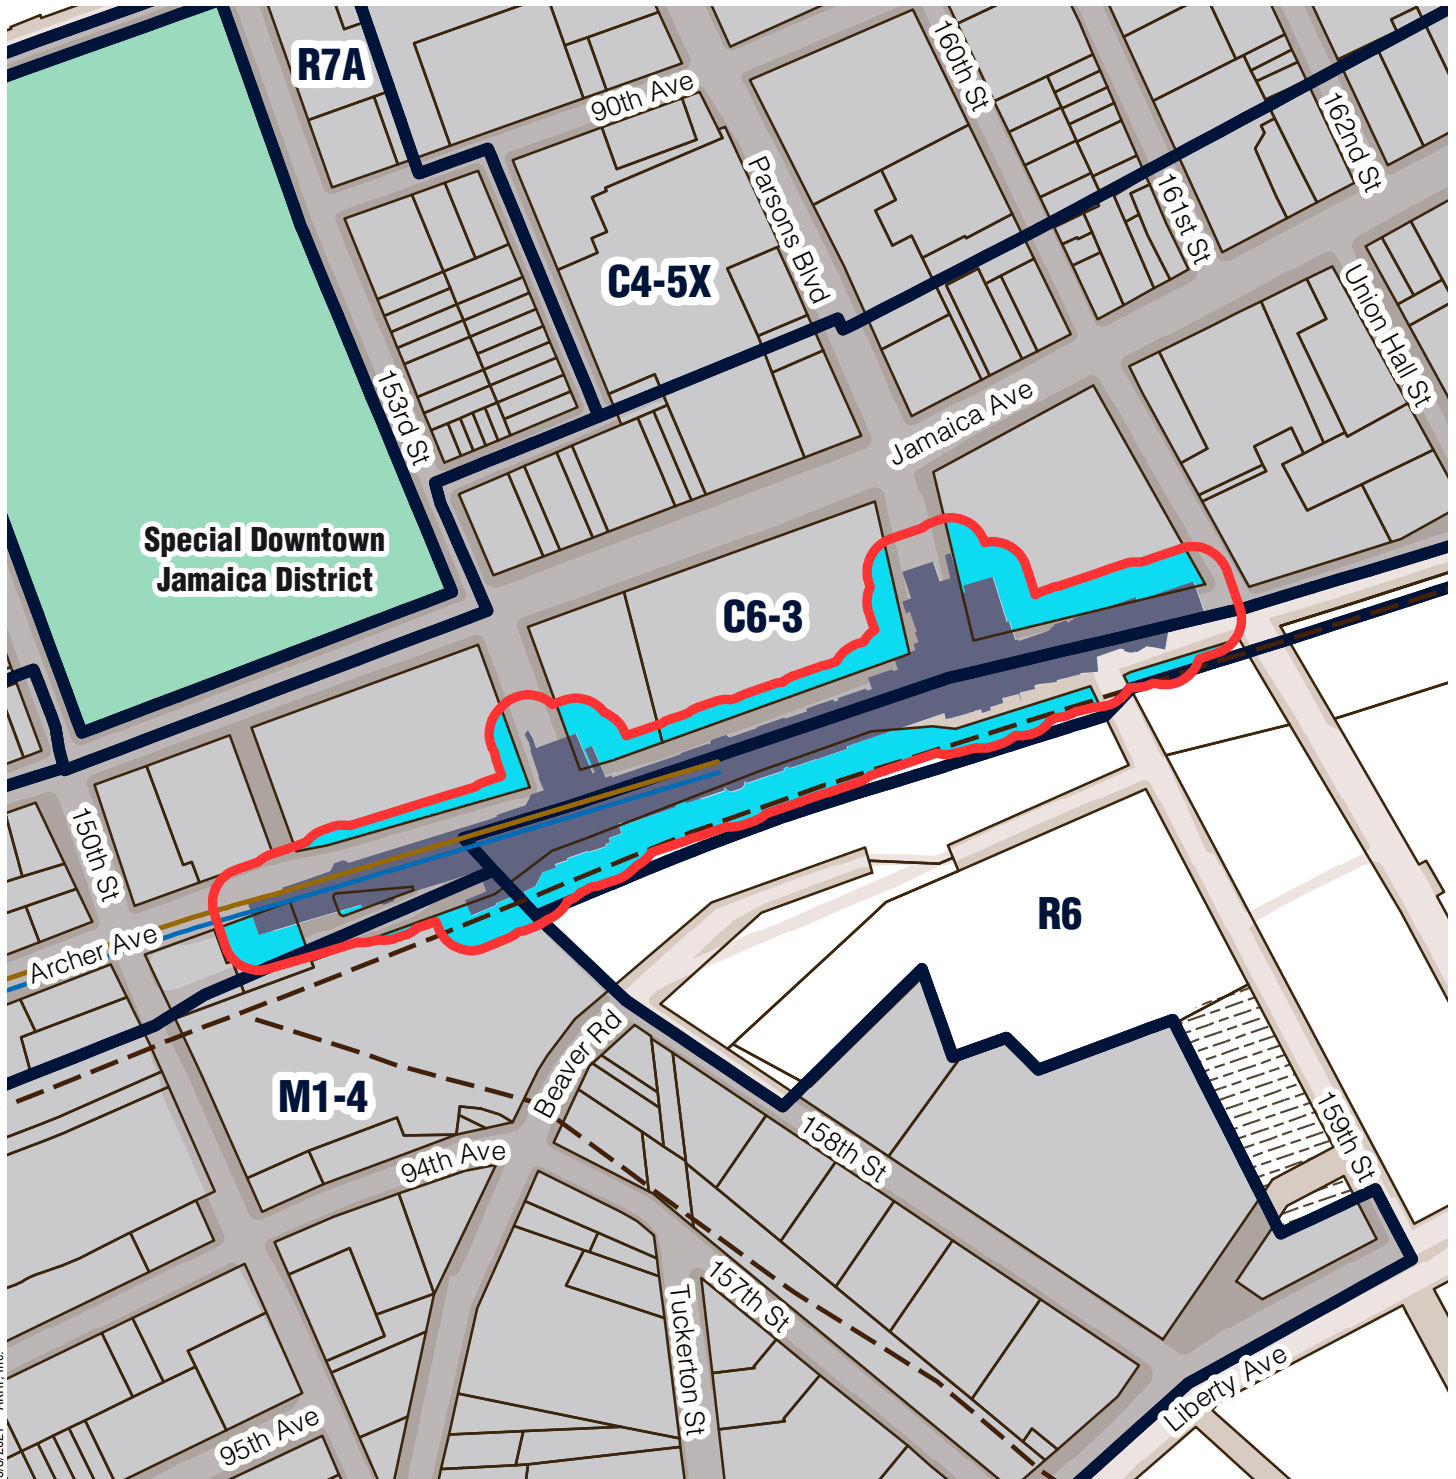 R7A
90th Ave
160th St
162nd St
Parsons Blvd
161st St
C4-5X
Union Hall St
153rd St
Jamaica Ave
Special Downtown
Jamaica District
C6-3
150th St
Archer Ave
R6
Beaver Rd
M1-4
94th Ave
158th St
159th St
157th St
Tuckerton St
Liberty Ave
95th Ave